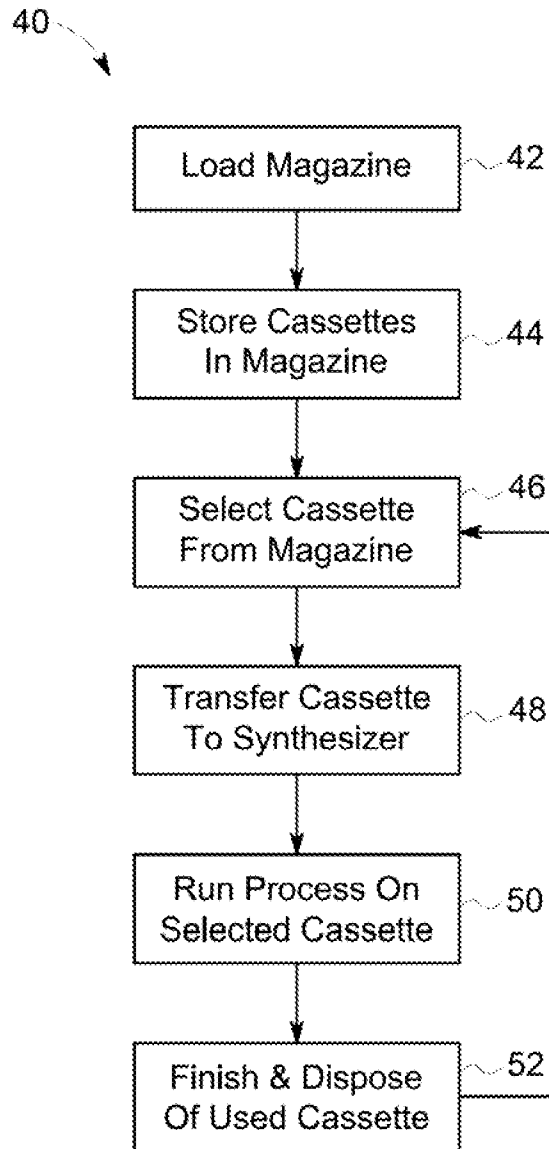 40
Load Magazine
42
Store Cassettes
In Magazine
44
Select Cassette
From Magazine
46
Transfer Cassette
To Synthesizer
48
Run Process On
Selected Cassette
50
Finish & Dispose
Of Used Cassette
52